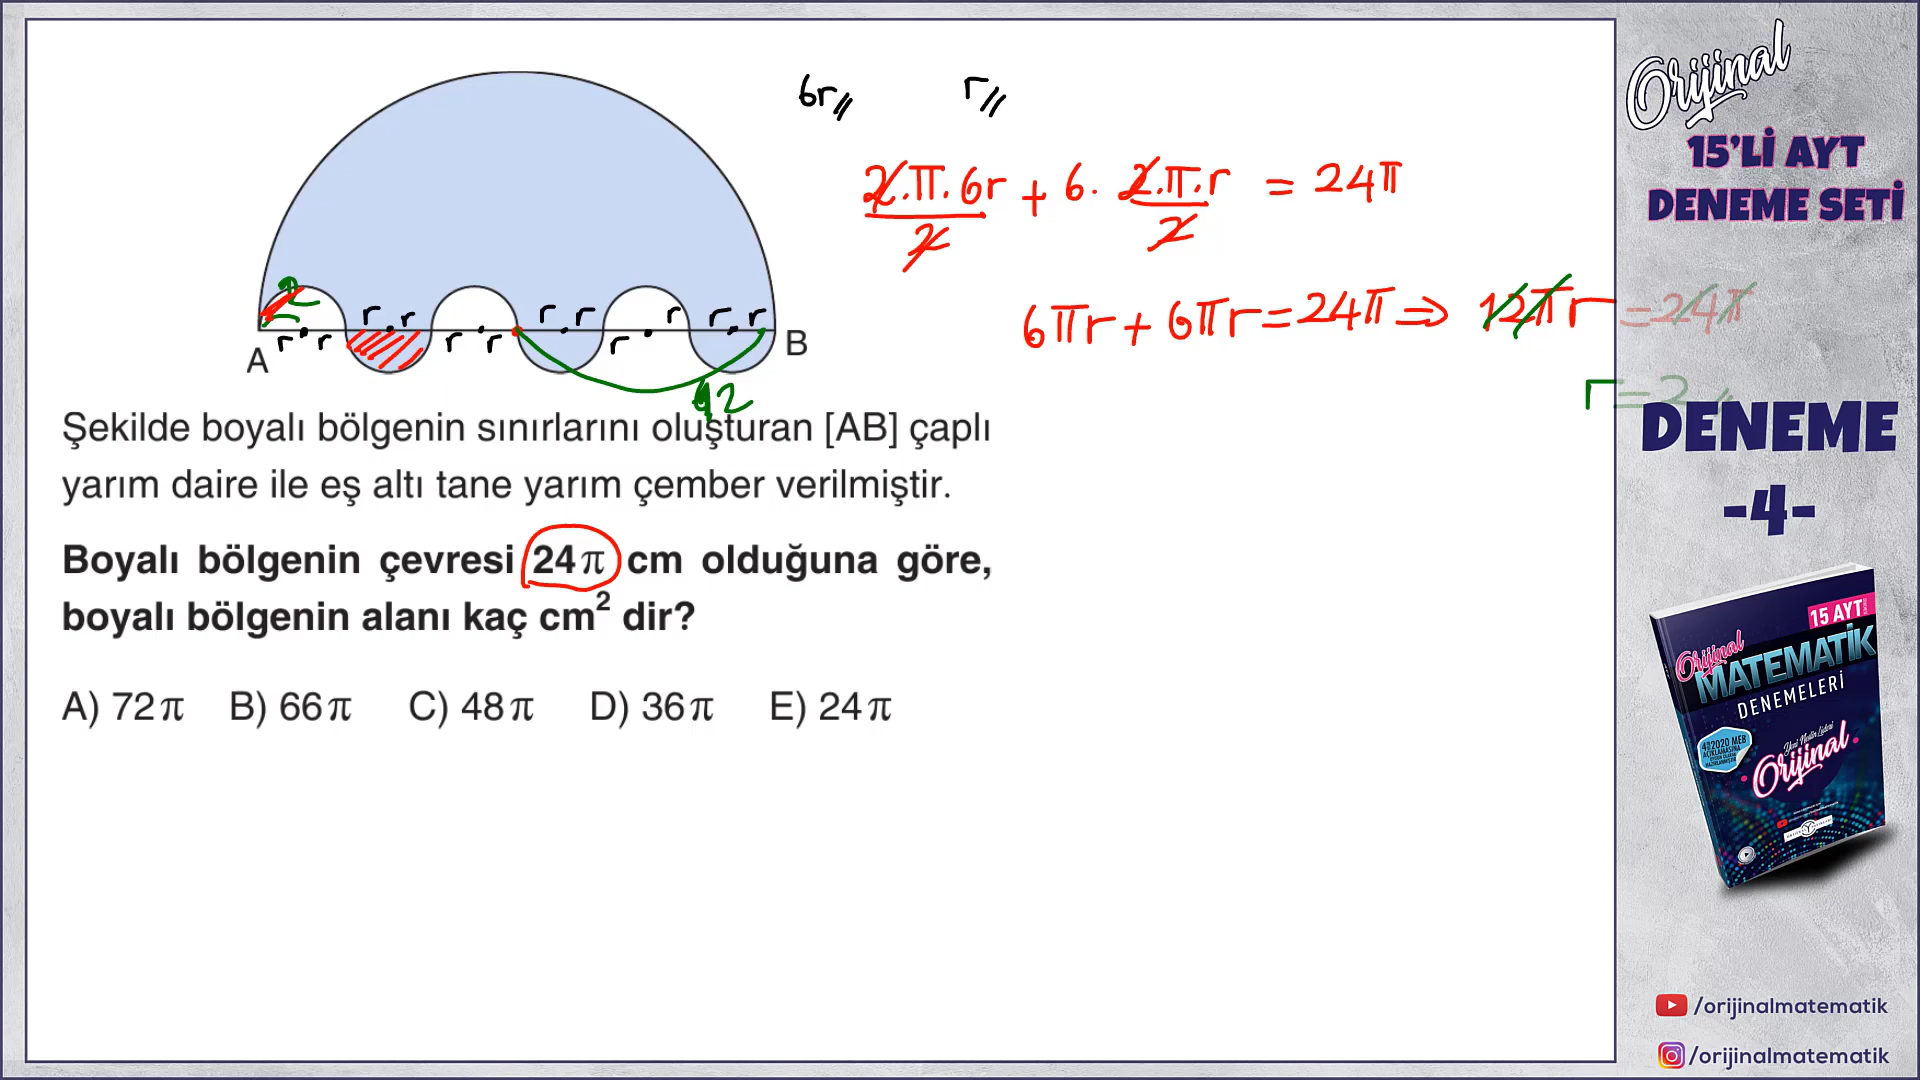 6r//
r//
2.π.6r/2 + 6.2.π.r/2 = 24π
6πr + 6πr = 24π ⇒ 12πr = 24π
r = 2//
r r r r r r r r r r r r
2
12
A
B
Şekilde boyalı bölgenin sınırlarını oluşturan [AB] çaplı
yarım daire ile eş altı tane yarım çember verilmiştir.
Boyalı bölgenin çevresi 24π cm olduğuna göre,
boyalı bölgenin alanı kaç cm² dir?
A) 72π B) 66π C) 48π D) 36π E) 24π
Orijinal
15'Lİ AYT
DENEME SETİ
DENEME
-4-
15 AYT
Orijinal
MATEMATİK
DENEMELERİ
Orijinal
/orijinalmatematik
/orijinalmatematik